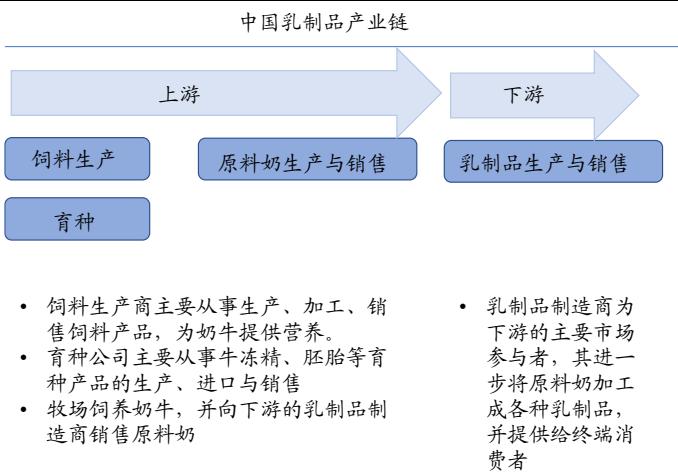 中国乳制品产业链
上游
下游
饲料生产
原料奶生产与销售
乳制品生产与销售
育种
• 饲料生产商主要从事生产、加工、销
售饲料产品，为奶牛提供营养。
• 育种公司主要从事牛冻精、胚胎等育
种产品的生产、进口与销售
• 牧场饲养奶牛，并向下游的乳制品制
造商销售原料奶
• 乳制品制造商为
下游的主要市场
参与者，其进一
步将原料奶加工
成各种乳制品，
并提供给终端消
费者